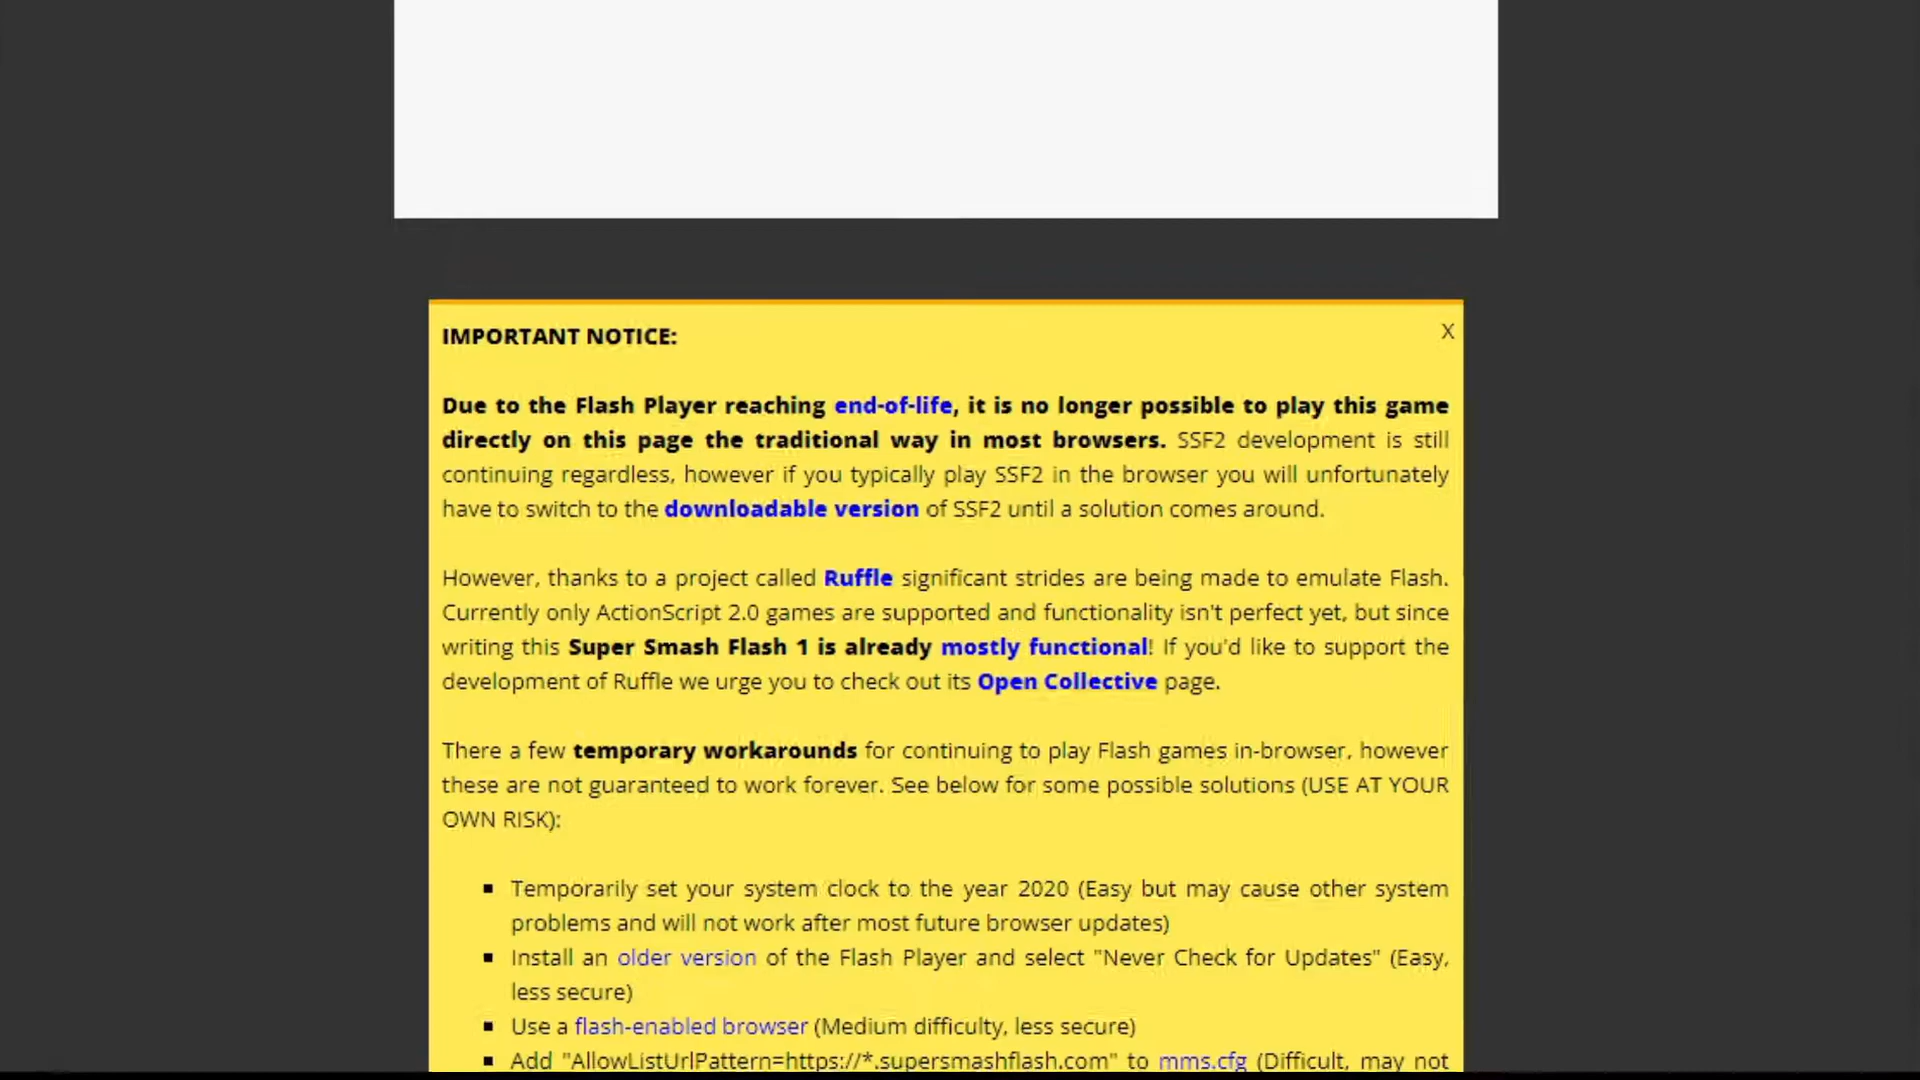 IMPORTANT NOTICE:
X
Due to the Flash Player reaching end-of-life, it is no longer possible to play this game
directly on this page the traditional way in most browsers. SSF2 development is still
continuing regardless, however if you typically play SSF2 in the browser you will unfortunately
have to switch to the downloadable version of SSF2 until a solution comes around.
However, thanks to a project called Ruffle significant strides are being made to emulate Flash.
Currently only ActionScript 2.0 games are supported and functionality isn't perfect yet, but since
writing this Super Smash Flash 1 is already mostly functional! If you'd like to support the
development of Ruffle we urge you to check out its Open Collective page.
There a few temporary workarounds for continuing to play Flash games in-browser, however
these are not guaranteed to work forever. See below for some possible solutions (USE AT YOUR
OWN RISK):
▪ Temporarily set your system clock to the year 2020 (Easy but may cause other system
problems and will not work after most future browser updates)
▪ Install an older version of the Flash Player and select "Never Check for Updates" (Easy,
less secure)
▪ Use a flash-enabled browser (Medium difficulty, less secure)
▪ Add "AllowListUrlPattern=https://*.supersmashflash.com" to mms.cfg (Difficult, may not